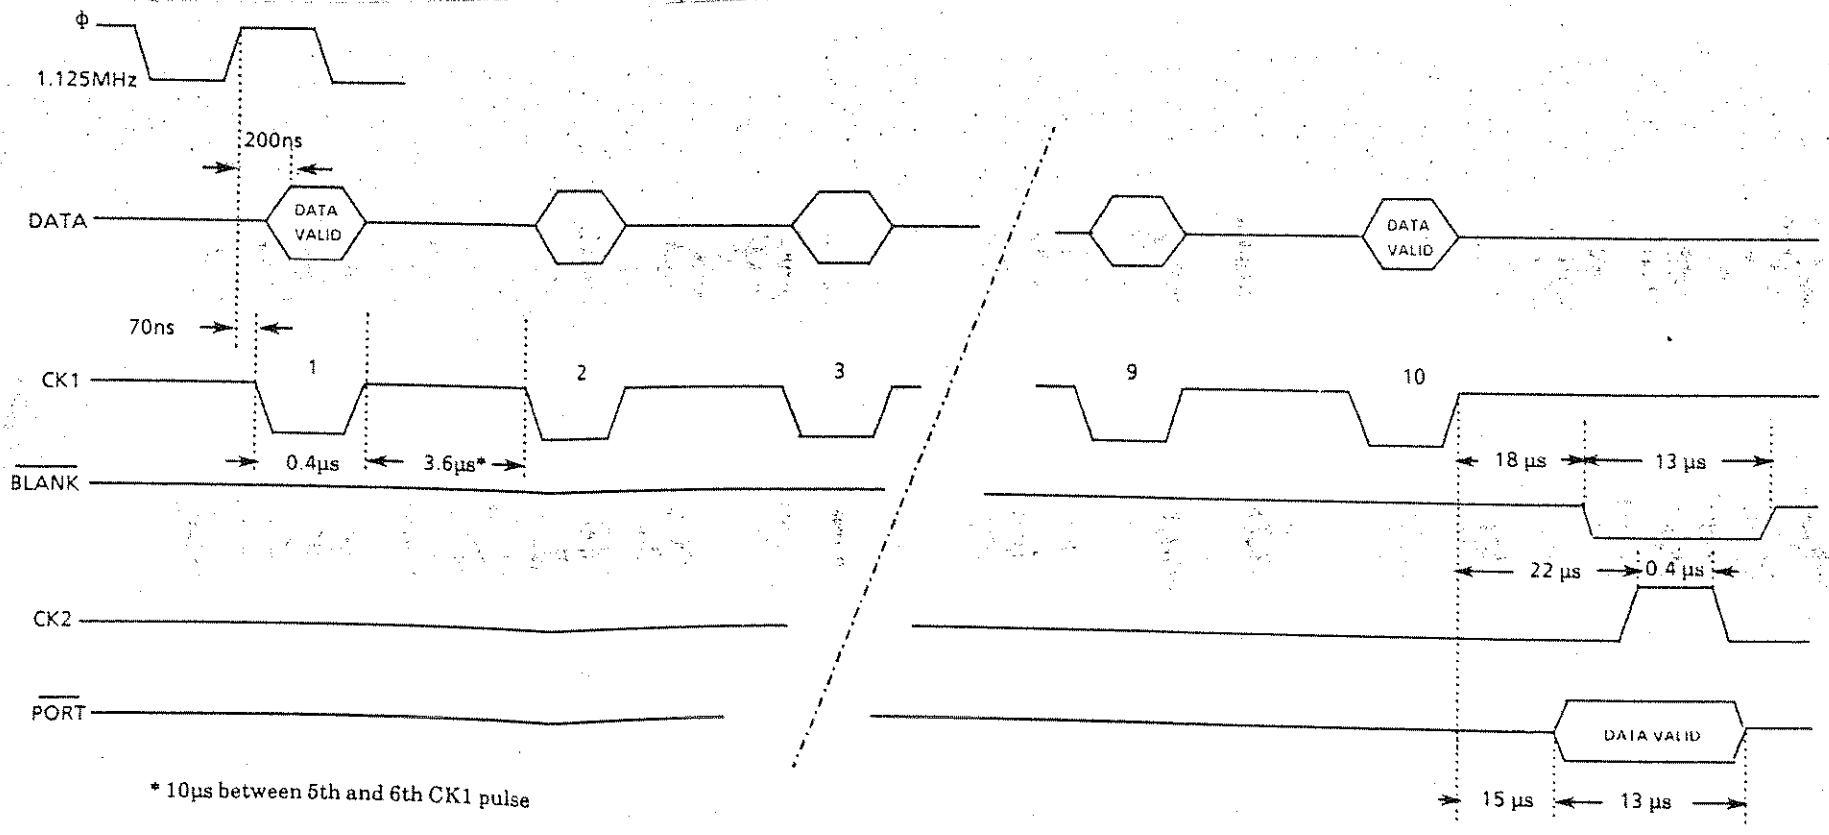 ϕ
1.125MHz
200ns
DATA
DATA VALID
DATA VALID
70ns
CK1
1
2
3
9
10
0.4µs
3.6µs*
18 µs
13 µs
BLANK
22 µs
0.4 µs
CK2
PORT
DATA VALID
15 µs
13 µs
* 10µs between 5th and 6th CK1 pulse